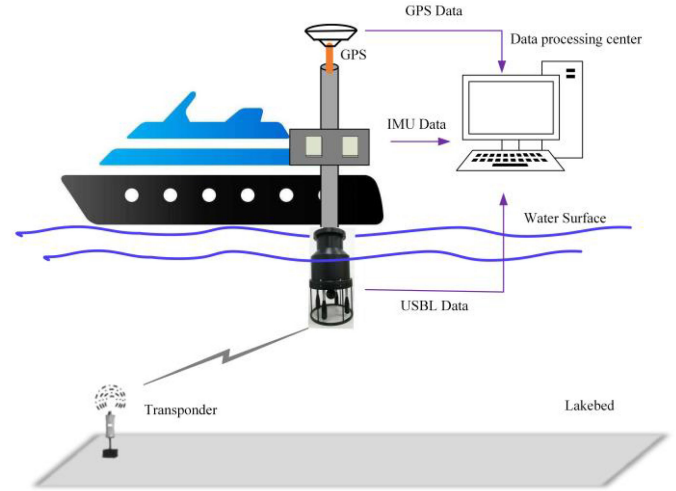 GPS Data
Data processing center
GPS
IMU Data
Water Surface
USBL Data
Transponder
Lakebed